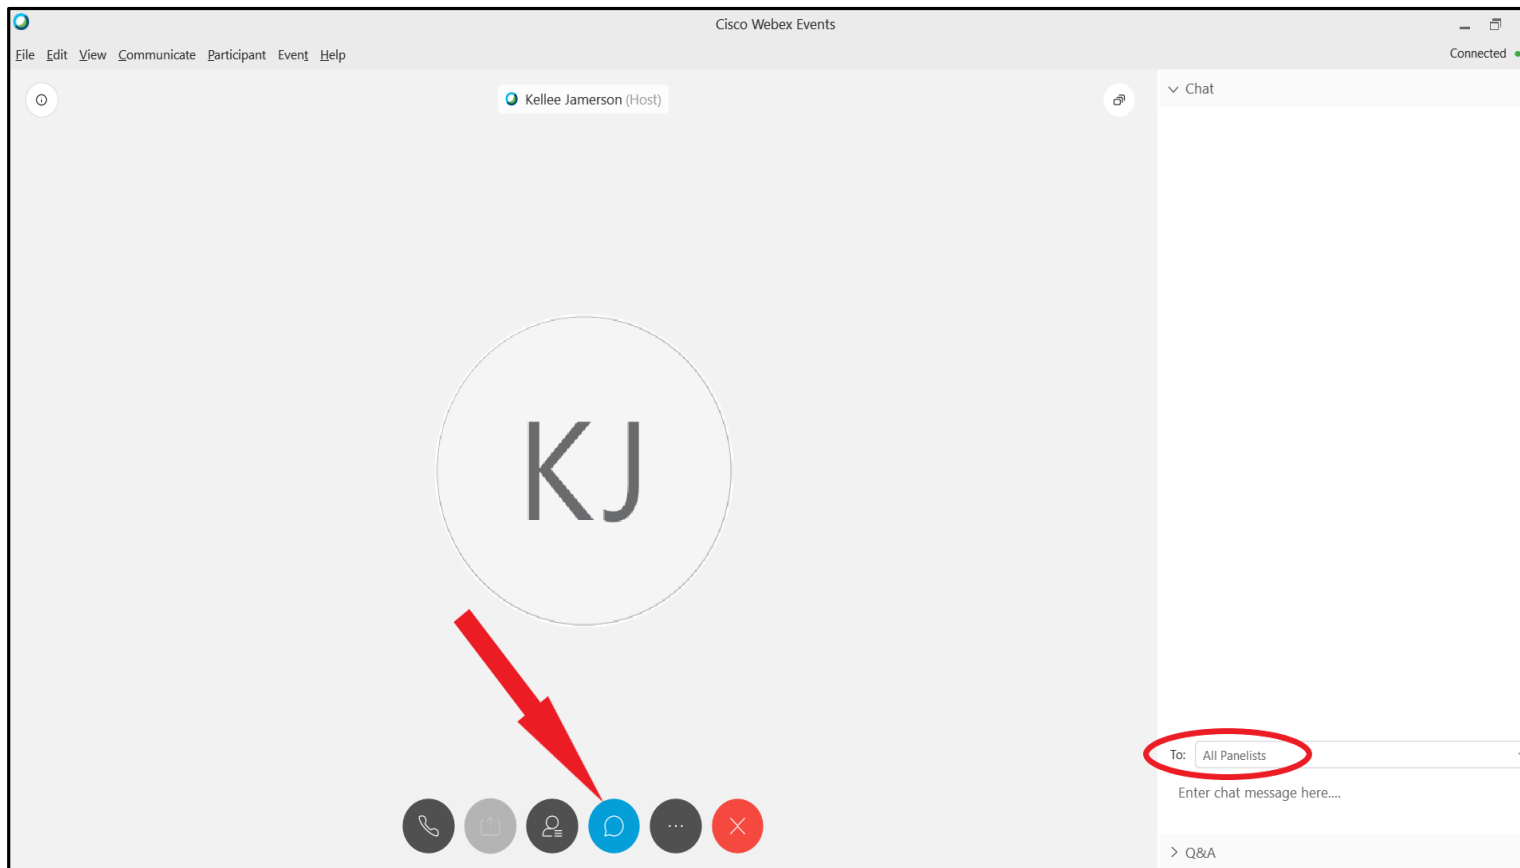 Cisco Webex Events
File Edit View Communicate Participant Event Help
Connected
Kellee Jamerson (Host)
Chat
KJ
To: All Panelists
Enter chat message here....
Q&A